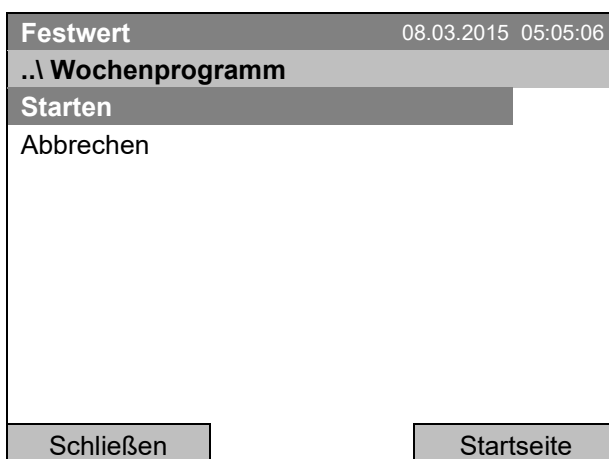 Festwert 08.03.2015 05:05:06
..\ Wochenprogramm
Starten
Abbrechen
Schließen Startseite